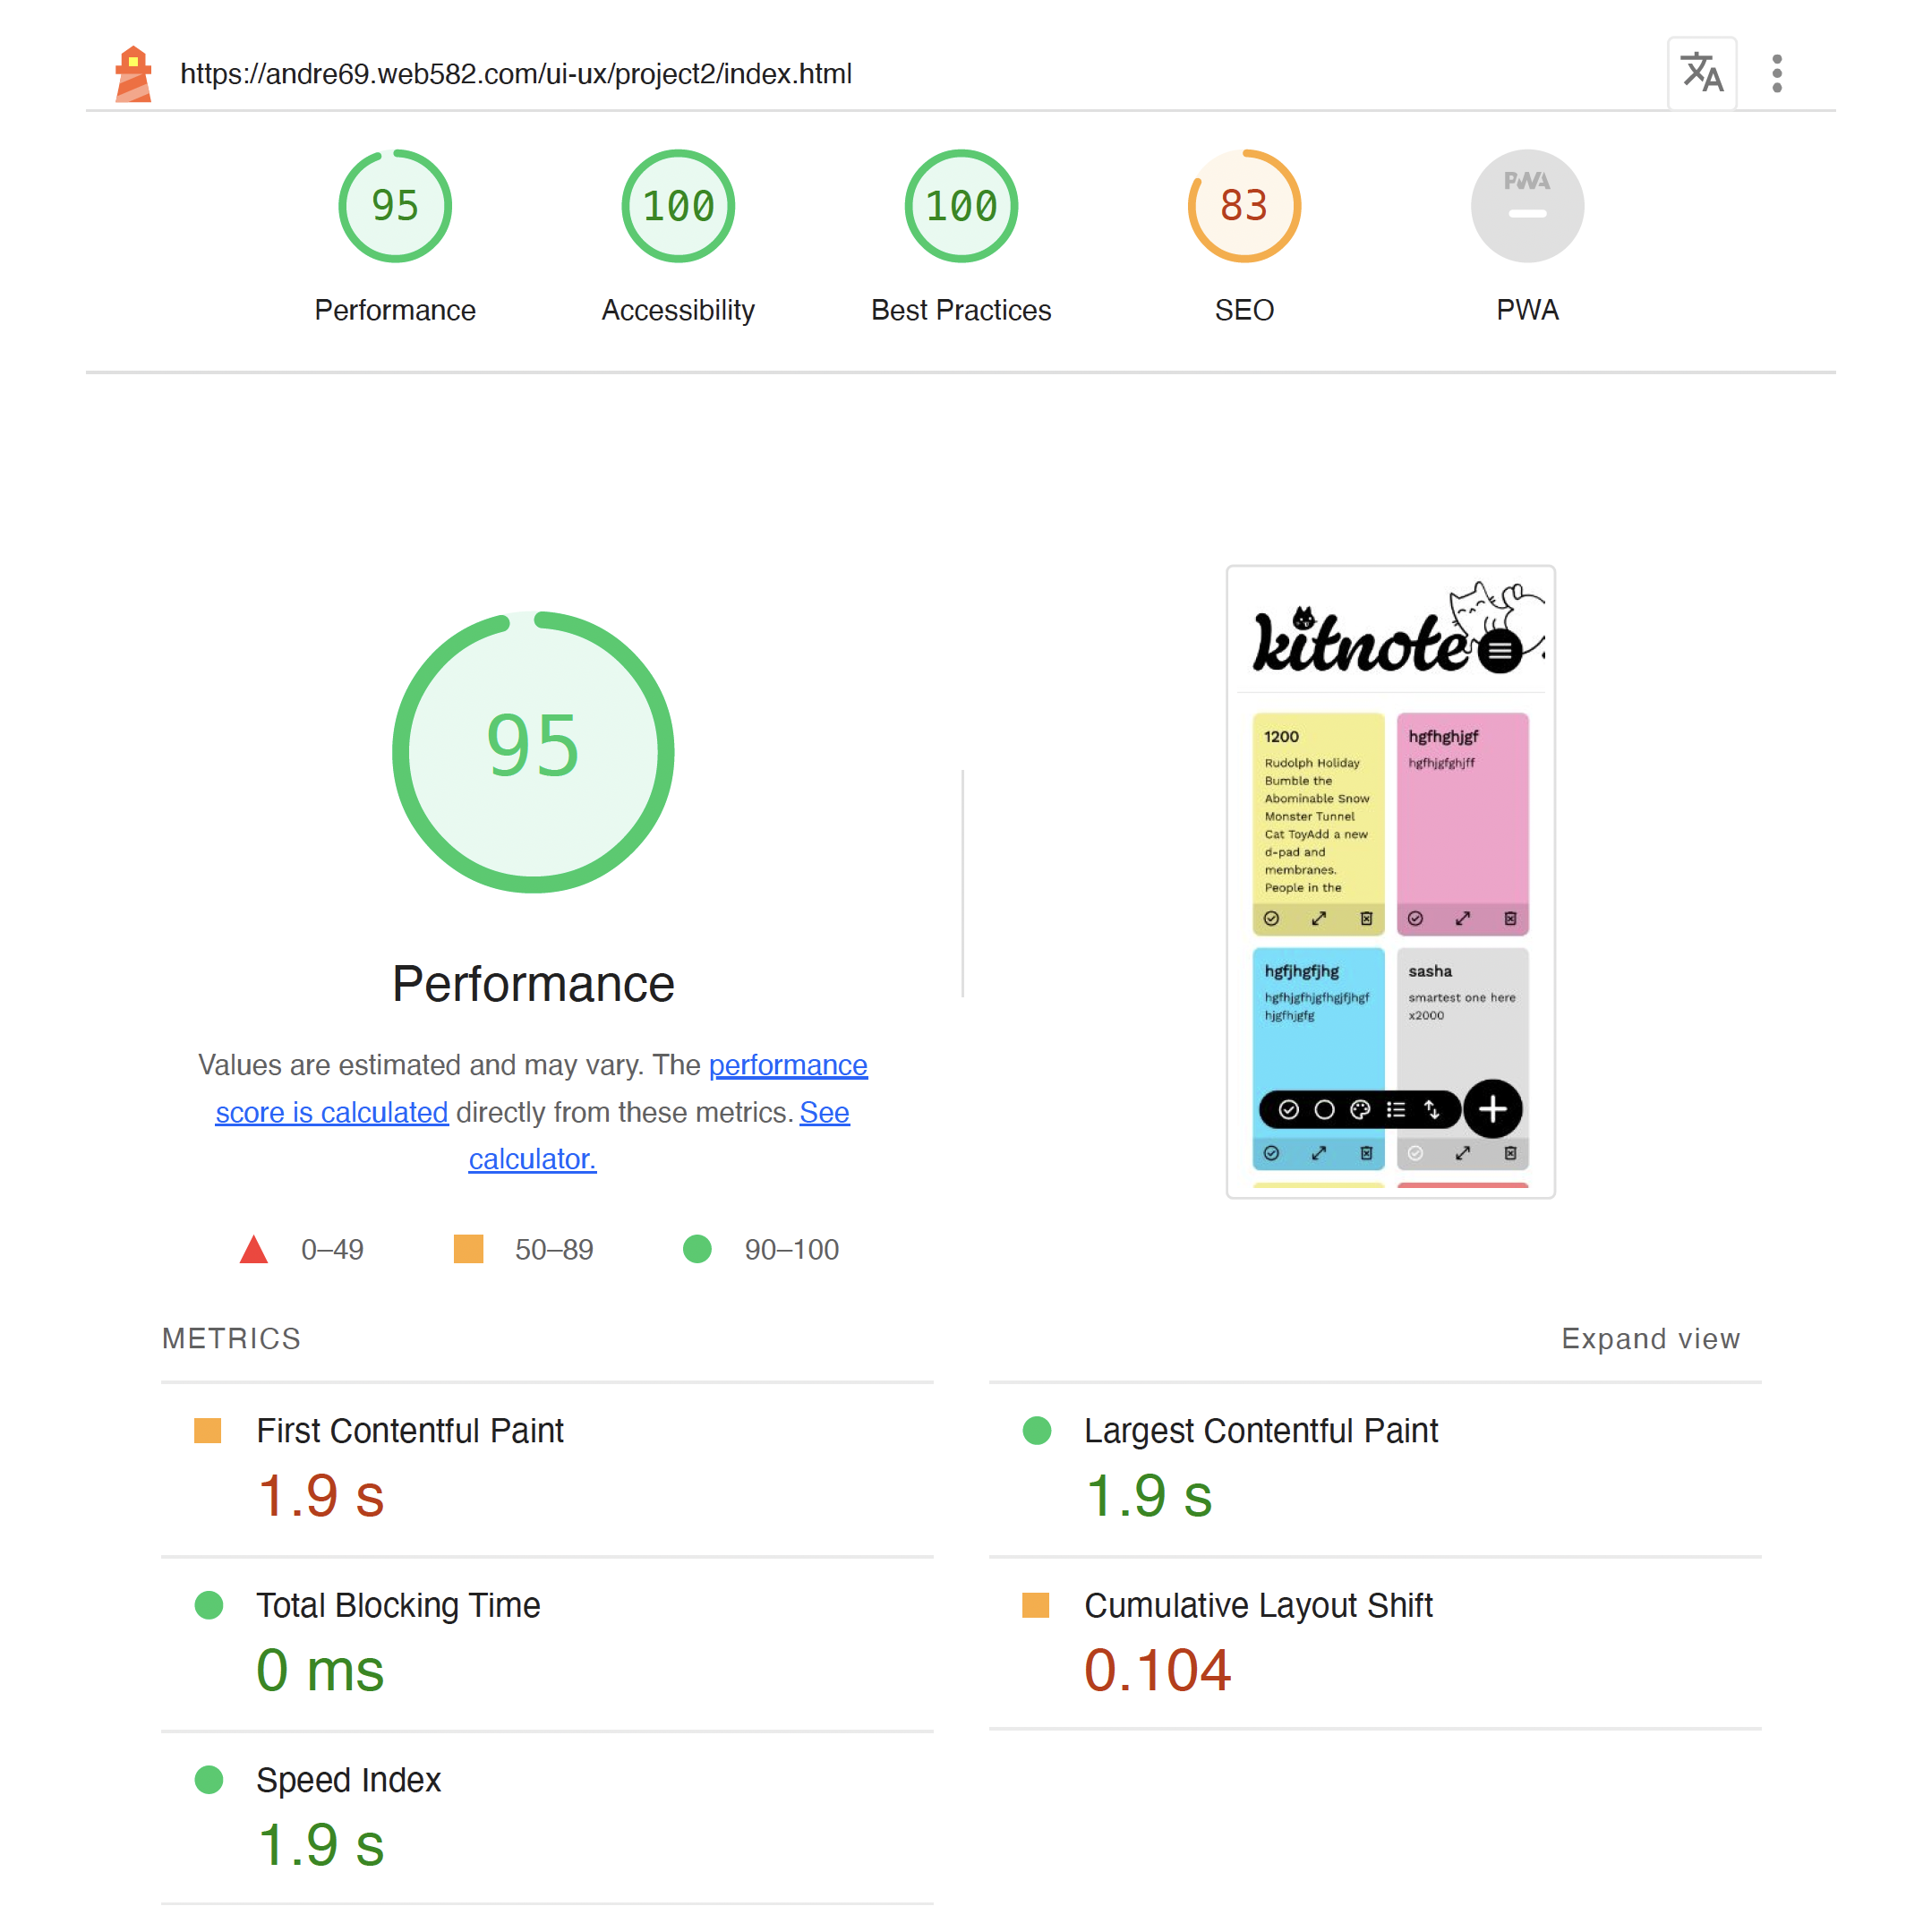 https://andre69.web582.com/ui-ux/project2/index.html
95
100
100
83
PWA
Performance
Accessibility
Best Practices
SEO
PWA
95
Performance
Values are estimated and may vary. The performance
score is calculated directly from these metrics. See
calculator.
0–49
50–89
90–100
kitnote
1200
Rudolph Holiday
Bumble the
Abominable Snow
Monster Tunnel
Cat ToyAdd a new
d-pad and
membranes.
People in the
hgfhghjgf
hgfhjgfghjff
hgfjhgfjhg
hgfhjgfhjgfhgjfjhgf
hjgfhjgfg
sasha
smartest one here
x2000
METRICS
Expand view
First Contentful Paint
1.9 s
Largest Contentful Paint
1.9 s
Total Blocking Time
0 ms
Cumulative Layout Shift
0.104
Speed Index
1.9 s